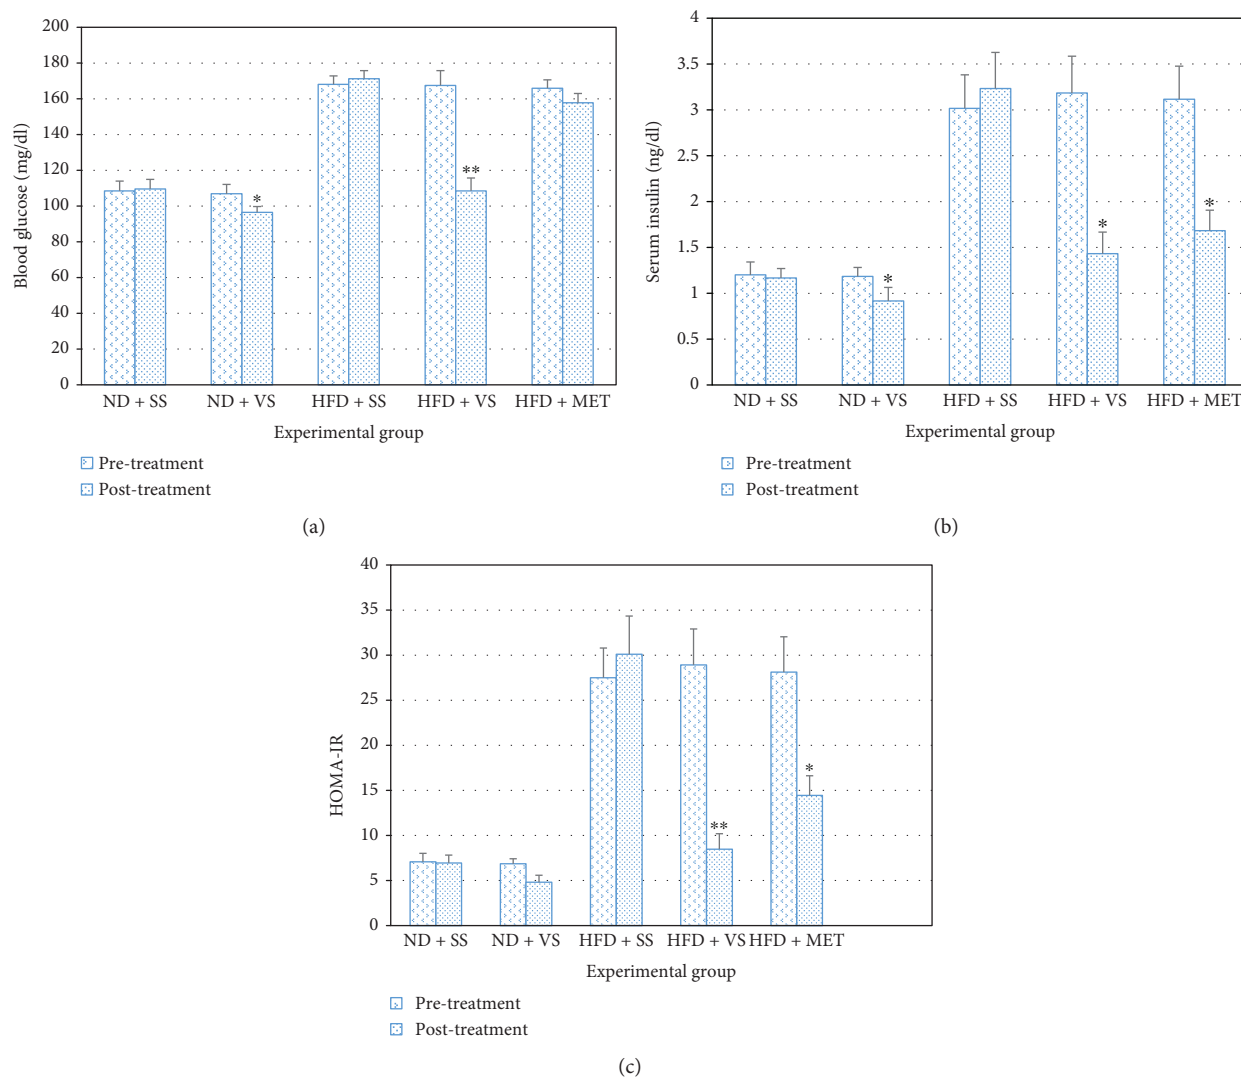 200
180
160
140
120
100
80
60
40
20
0
Blood glucose (mg/dl)
*
**
ND + SS ND + VS HFD + SS HFD + VS HFD + MET
Experimental group
Pre-treatment
Post-treatment
(a)
4
3.5
3
2.5
2
1.5
1
0.5
0
Serum insulin (ng/dl)
*
*
*
ND + SS ND + VS HFD + SS HFD + VS HFD + MET
Experimental group
Pre-treatment
Post-treatment
(b)
40
35
30
25
20
15
10
5
0
HOMA-IR
**
*
ND + SS ND + VS HFD + SS HFD + VS HFD + MET
Experimental group
Pre-treatment
Post-treatment
(c)